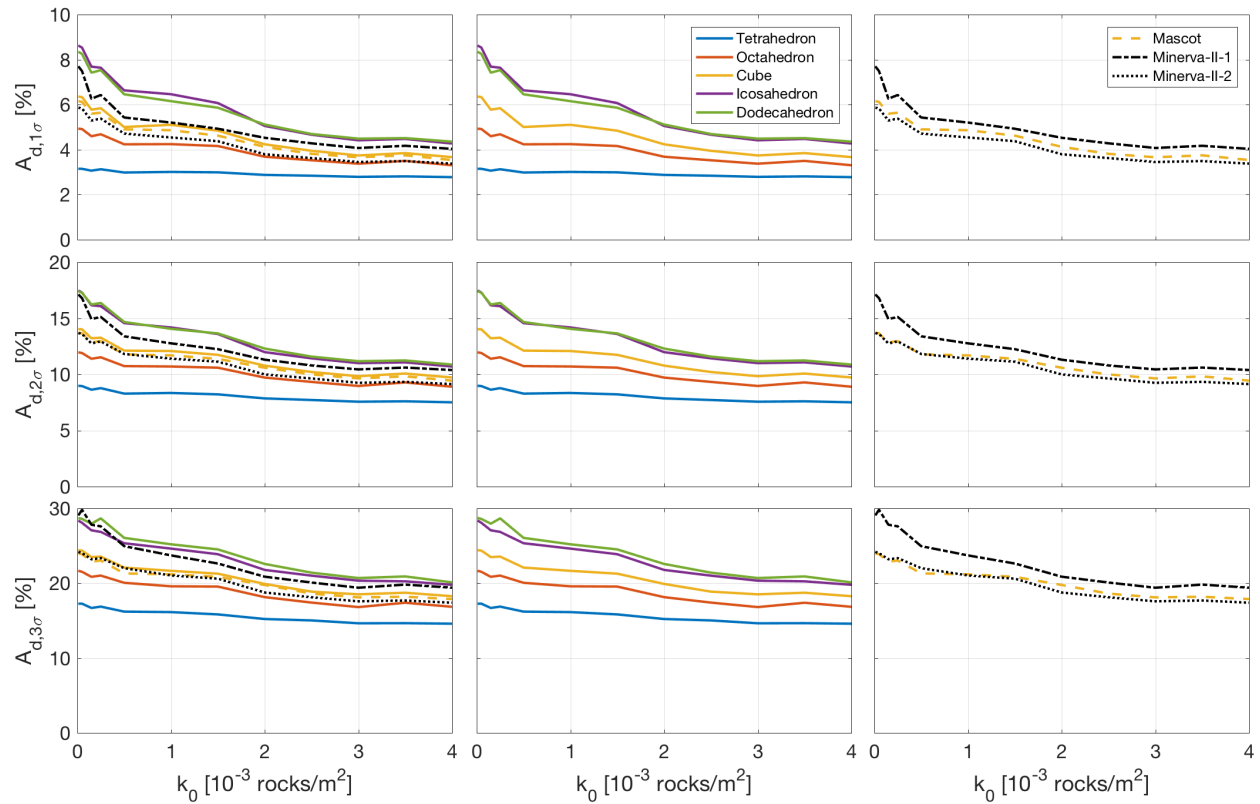 10
8
6
4
2
0
A_{d,1σ} [%]
Tetrahedron
Octahedron
Cube
Icosahedron
Dodecahedron
Mascot
Minerva-II-1
Minerva-II-2
20
15
10
5
0
A_{d,2σ} [%]
30
20
10
0
A_{d,3σ} [%]
0 1 2 3 4
0 1 2 3 4
0 1 2 3 4
k_0 [10^{-3} rocks/m^2]
k_0 [10^{-3} rocks/m^2]
k_0 [10^{-3} rocks/m^2]